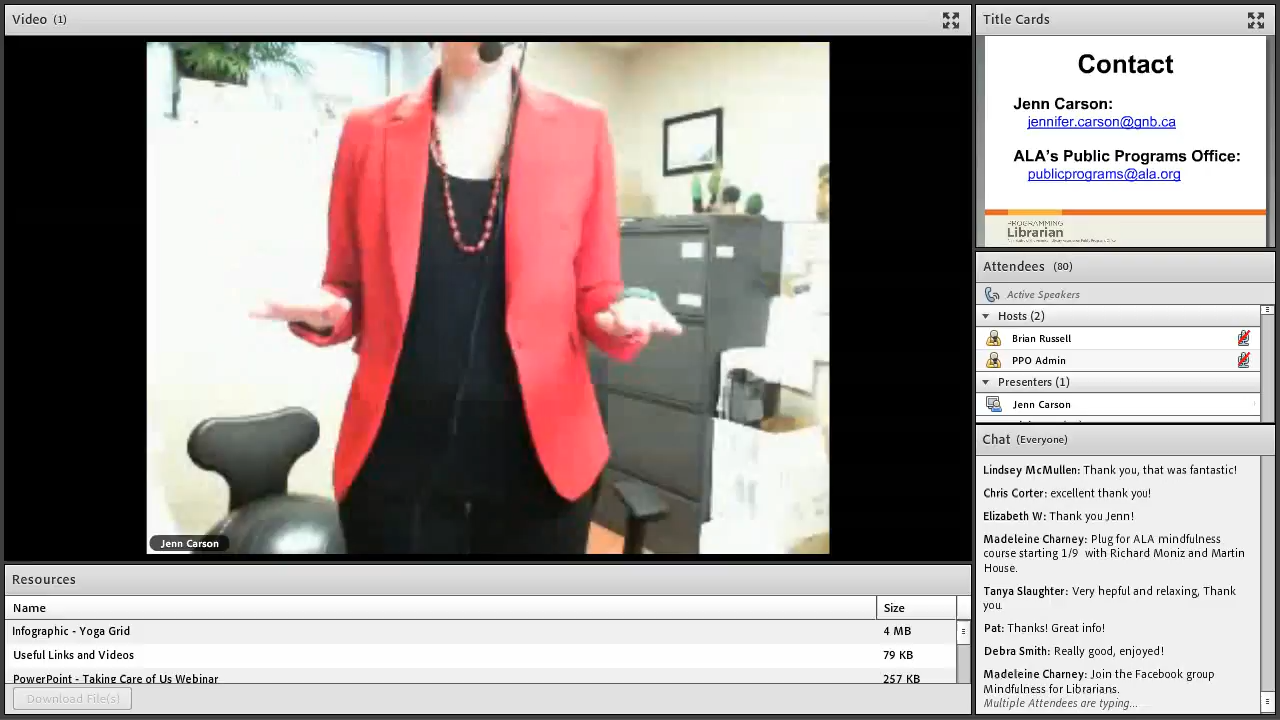 Video (1)
Jenn Carson
Resources
Name Size
Infographic - Yoga Grid 4 MB
Useful Links and Videos 79 KB
PowerPoint - Taking Care of Us Webinar 257 KB
Download File(s)
Title Cards
Contact
Jenn Carson:
jennifer.carson@gnb.ca
ALA's Public Programs Office:
publicprograms@ala.org
PROGRAMMING
Librarian
Attendees (80)
Active Speakers
Hosts (2)
Brian Russell
PPO Admin
Presenters (1)
Jenn Carson
Chat (Everyone)
Lindsey McMullen: Thank you, that was fantastic!
Chris Corter: excellent thank you!
Elizabeth W: Thank you Jenn!
Madeleine Charney: Plug for ALA mindfulness
course starting 1/9 with Richard Moniz and Martin
House.
Tanya Slaughter: Very hepful and relaxing, Thank
you.
Pat: Thanks! Great info!
Debra Smith: Really good, enjoyed!
Madeleine Charney: Join the Facebook group
Mindfulness for Librarians.
Multiple Attendees are typing...